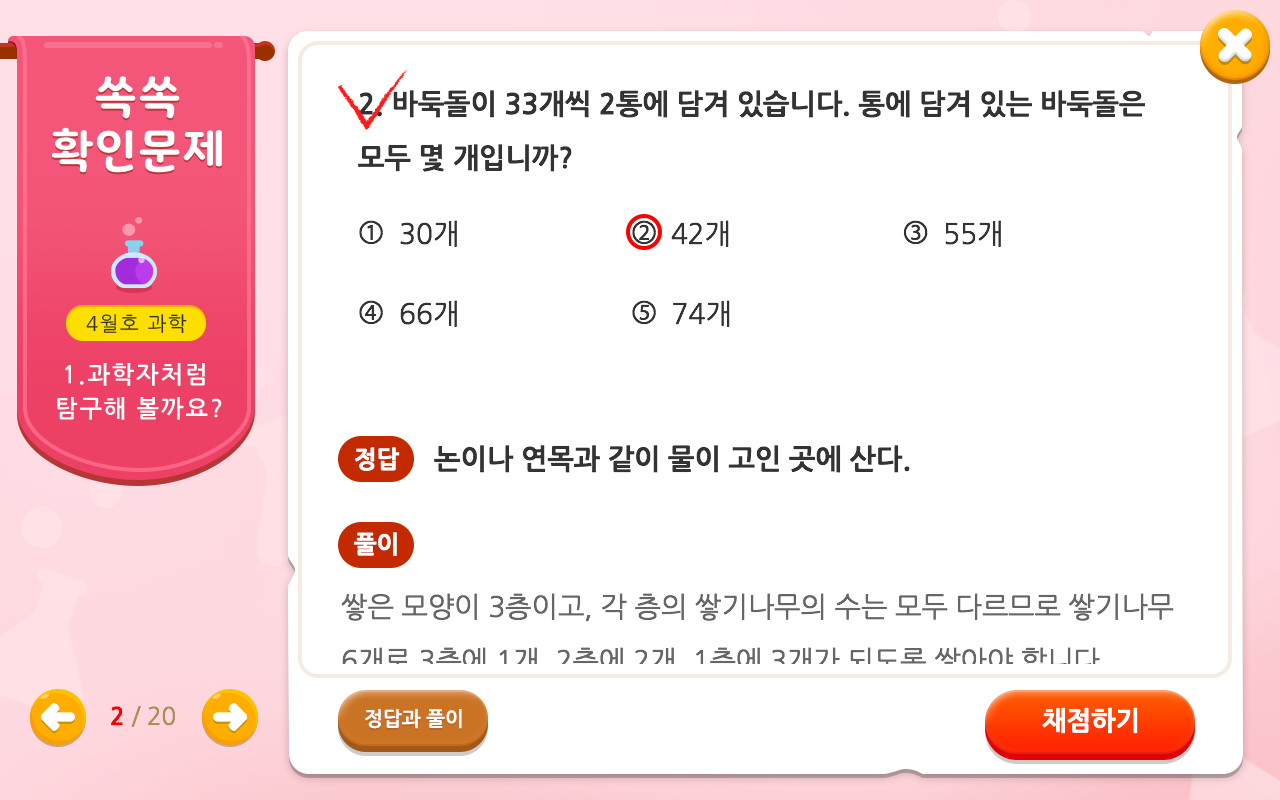 쏙쏙
확인문제
4월호 과학
1.과학자처럼
탐구해 볼까요?
2 / 20
2. 바둑돌이 33개씩 2통에 담겨 있습니다. 통에 담겨 있는 바둑돌은
모두 몇 개입니까?
① 30개 ② 42개 ③ 55개
④ 66개 ⑤ 74개
정답 논이나 연목과 같이 물이 고인 곳에 산다.
풀이
쌓은 모양이 3층이고, 각 층의 쌓기나무의 수는 모두 다르므로 쌓기나무
6개로 3층에 1개, 2층에 2개, 1층에 3개가 되도록 쌓아야 합니다.
정답과 풀이
채점하기